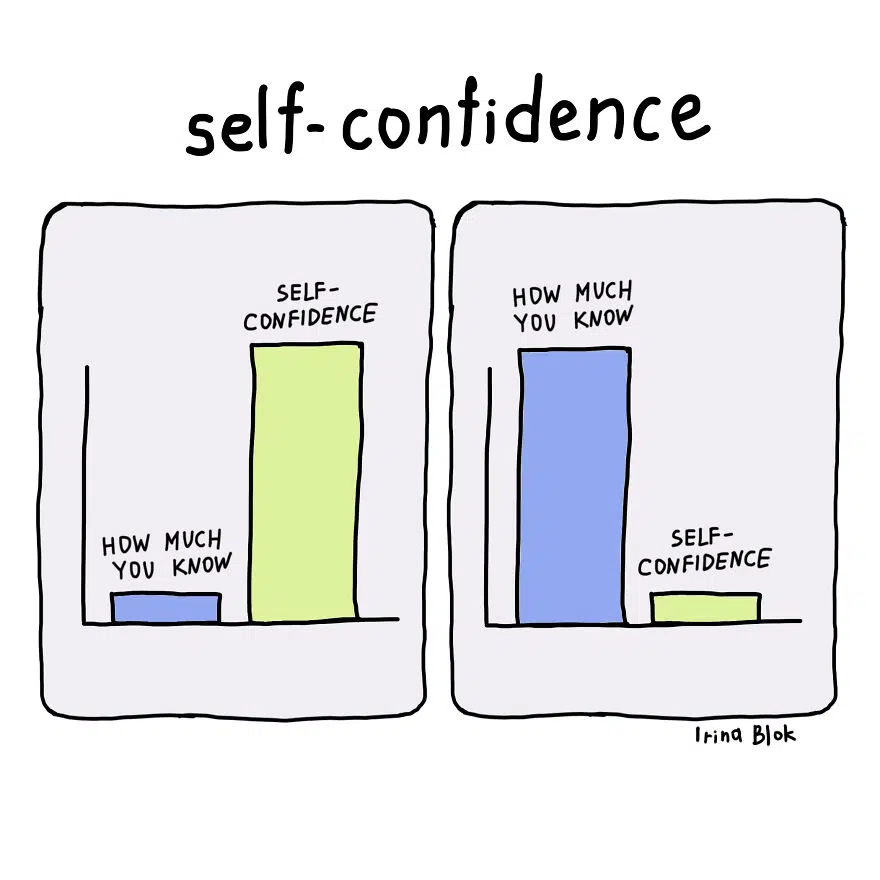 self-confidence
SELF-
CONFIDENCE
HOW MUCH
YOU KNOW
HOW MUCH
YOU KNOW
SELF-
CONFIDENCE
Irina Blok